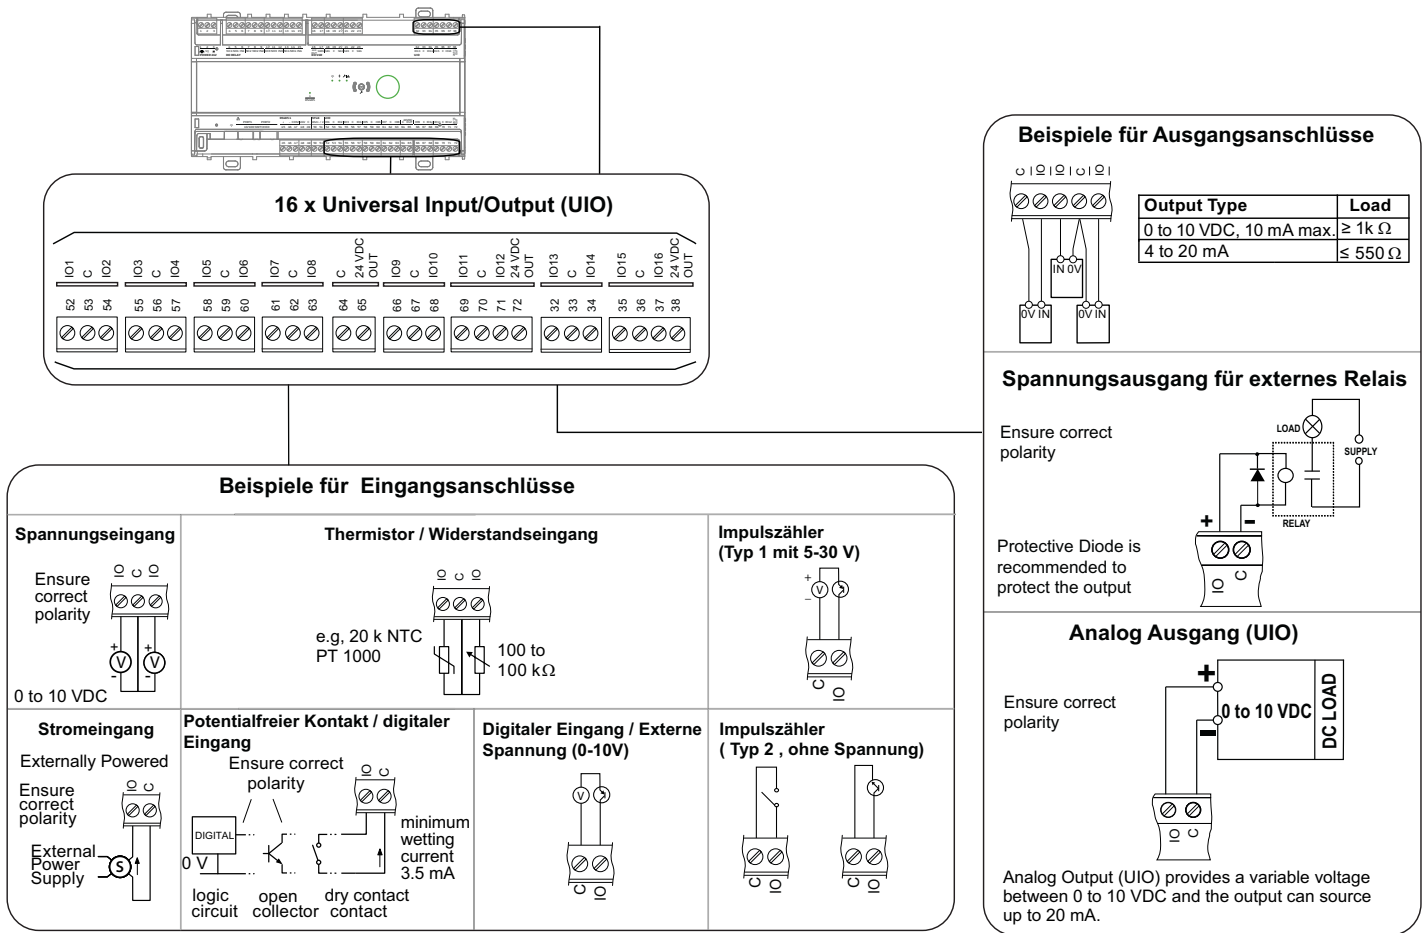 16 x Universal Input/Output (UIO)
IO1 C IO2 IO3 C IO4 IO5 C IO6 IO7 C IO8 C 24 VDC OUT IO9 C IO10 IO11 C IO12 24 VDC OUT IO13 C IO14 IO15 C IO16 24 VDC OUT
52 53 54 55 56 57 58 59 60 61 62 63 64 65 66 67 68 69 70 71 72 32 33 34 35 36 37 38
Beispiele für Eingangsanschlüsse
Spannungseingang
Ensure
correct
polarity
IO C IO
+ +
V V
- -
0 to 10 VDC
Thermistor / Widerstandseingang
IO C IO
e.g, 20 k NTC
PT 1000
100 to
100 kΩ
Impulszähler
(Typ 1 mit 5-30 V)
+
V
–
C IO
Stromeingang
Externally Powered
Ensure
correct
polarity
IO C
External
Power
Supply
S
Potentialfreier Kontakt / digitaler
Eingang
Ensure correct
polarity
IO C
DIGITAL
0 V
minimum
wetting
current
3.5 mA
logic
circuit
open
collector
dry contact
contact
Digitaler Eingang / Externe
Spannung (0-10V)
V
C IO
Impulszähler
( Typ 2 , ohne Spannung)
C IO
C IO
Beispiele für Ausgangsanschlüsse
C IO IO C IO
IN 0V
0V IN
0V IN
Output Type Load
0 to 10 VDC, 10 mA max. ≥ 1k Ω
4 to 20 mA ≤ 550 Ω
Spannungsausgang für externes Relais
Ensure correct
polarity
LOAD
SUPPLY
RELAY
+ -
IO C
Protective Diode is
recommended to
protect the output
Analog Ausgang (UIO)
Ensure correct
polarity
+
0 to 10 VDC
-
DC LOAD
IO C
Analog Output (UIO) provides a variable voltage
between 0 to 10 VDC and the output can source
up to 20 mA.